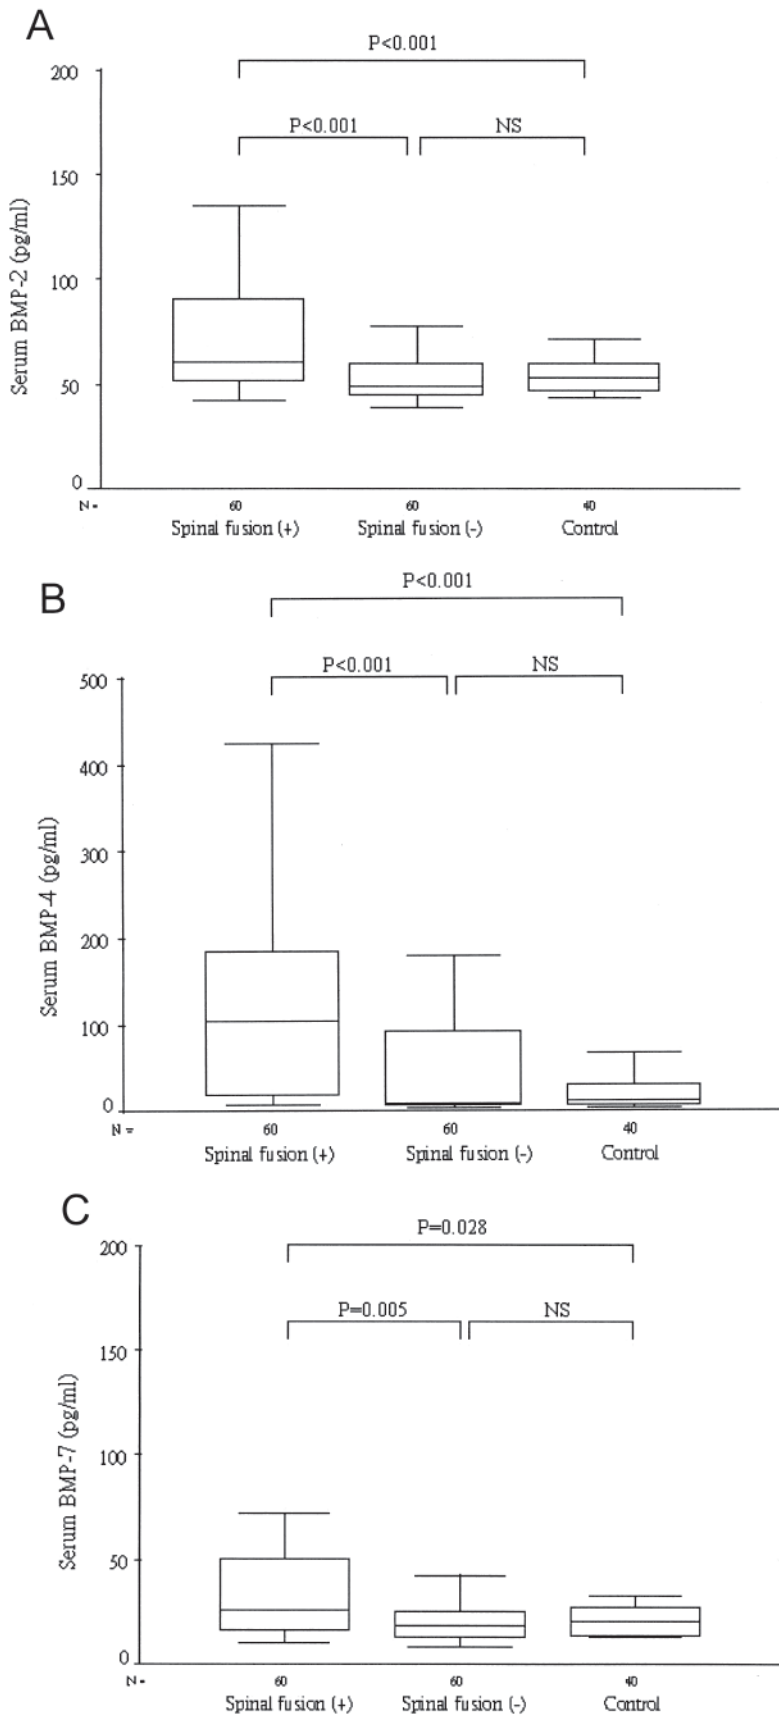 A
P<0.001
P<0.001 NS
200
150
100
50
0
Serum BMP-2 (pg/ml)
N = 60 60 40
Spinal fusion (+) Spinal fusion (-) Control
B
P<0.001
P<0.001 NS
500
400
300
200
100
0
Serum BMP-4 (pg/ml)
N = 60 60 40
Spinal fusion (+) Spinal fusion (-) Control
C
P=0.028
P=0.005 NS
200
150
100
50
0
Serum BMP-7 (pg/ml)
N = 60 60 40
Spinal fusion (+) Spinal fusion (-) Control